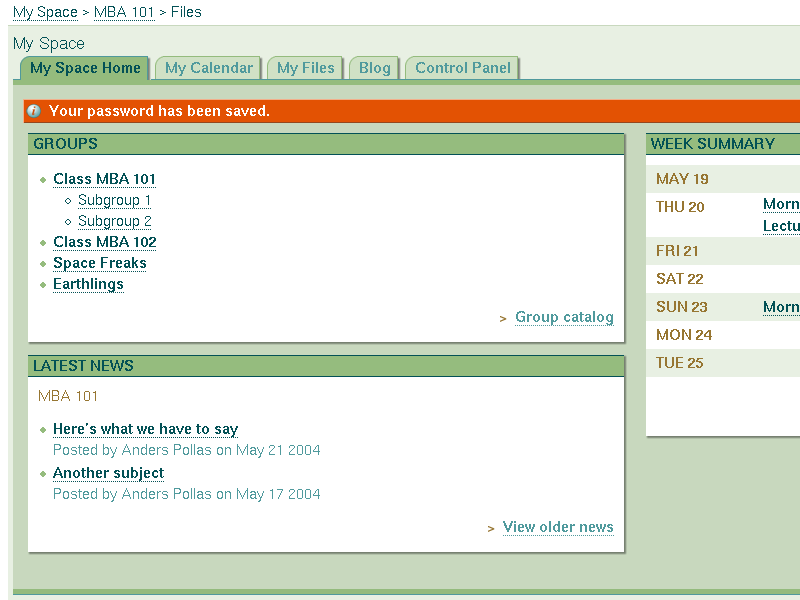 My Space > MBA 101 > Files
My Space
My Space Home My Calendar My Files Blog Control Panel
i Your password has been saved.
GROUPS
Class MBA 101
Subgroup 1
Subgroup 2
Class MBA 102
Space Freaks
Earthlings
> Group catalog
LATEST NEWS
MBA 101
Here's what we have to say
Posted by Anders Pollas on May 21 2004
Another subject
Posted by Anders Pollas on May 17 2004
> View older news
WEEK SUMMARY
MAY 19
THU 20 Morn
Lectu
FRI 21
SAT 22
SUN 23 Morn
MON 24
TUE 25